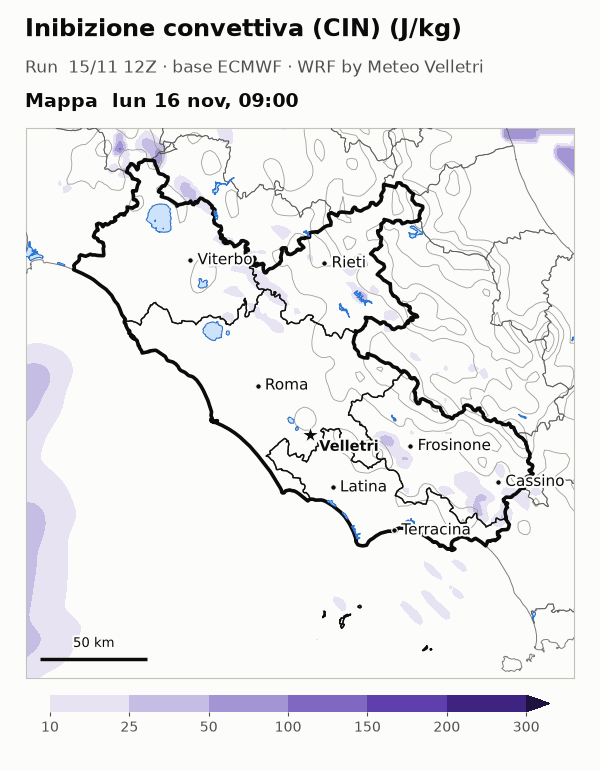 Inibizione convettiva (CIN) (J/kg)
Run  15/11 12Z · base ECMWF · WRF by Meteo Velletri
Mappa  lun 16 nov, 09:00
Viterbo
Rieti
Roma
Velletri
Frosinone
Cassino
Latina
Terracina
50 km
10 25 50 100 150 200 300